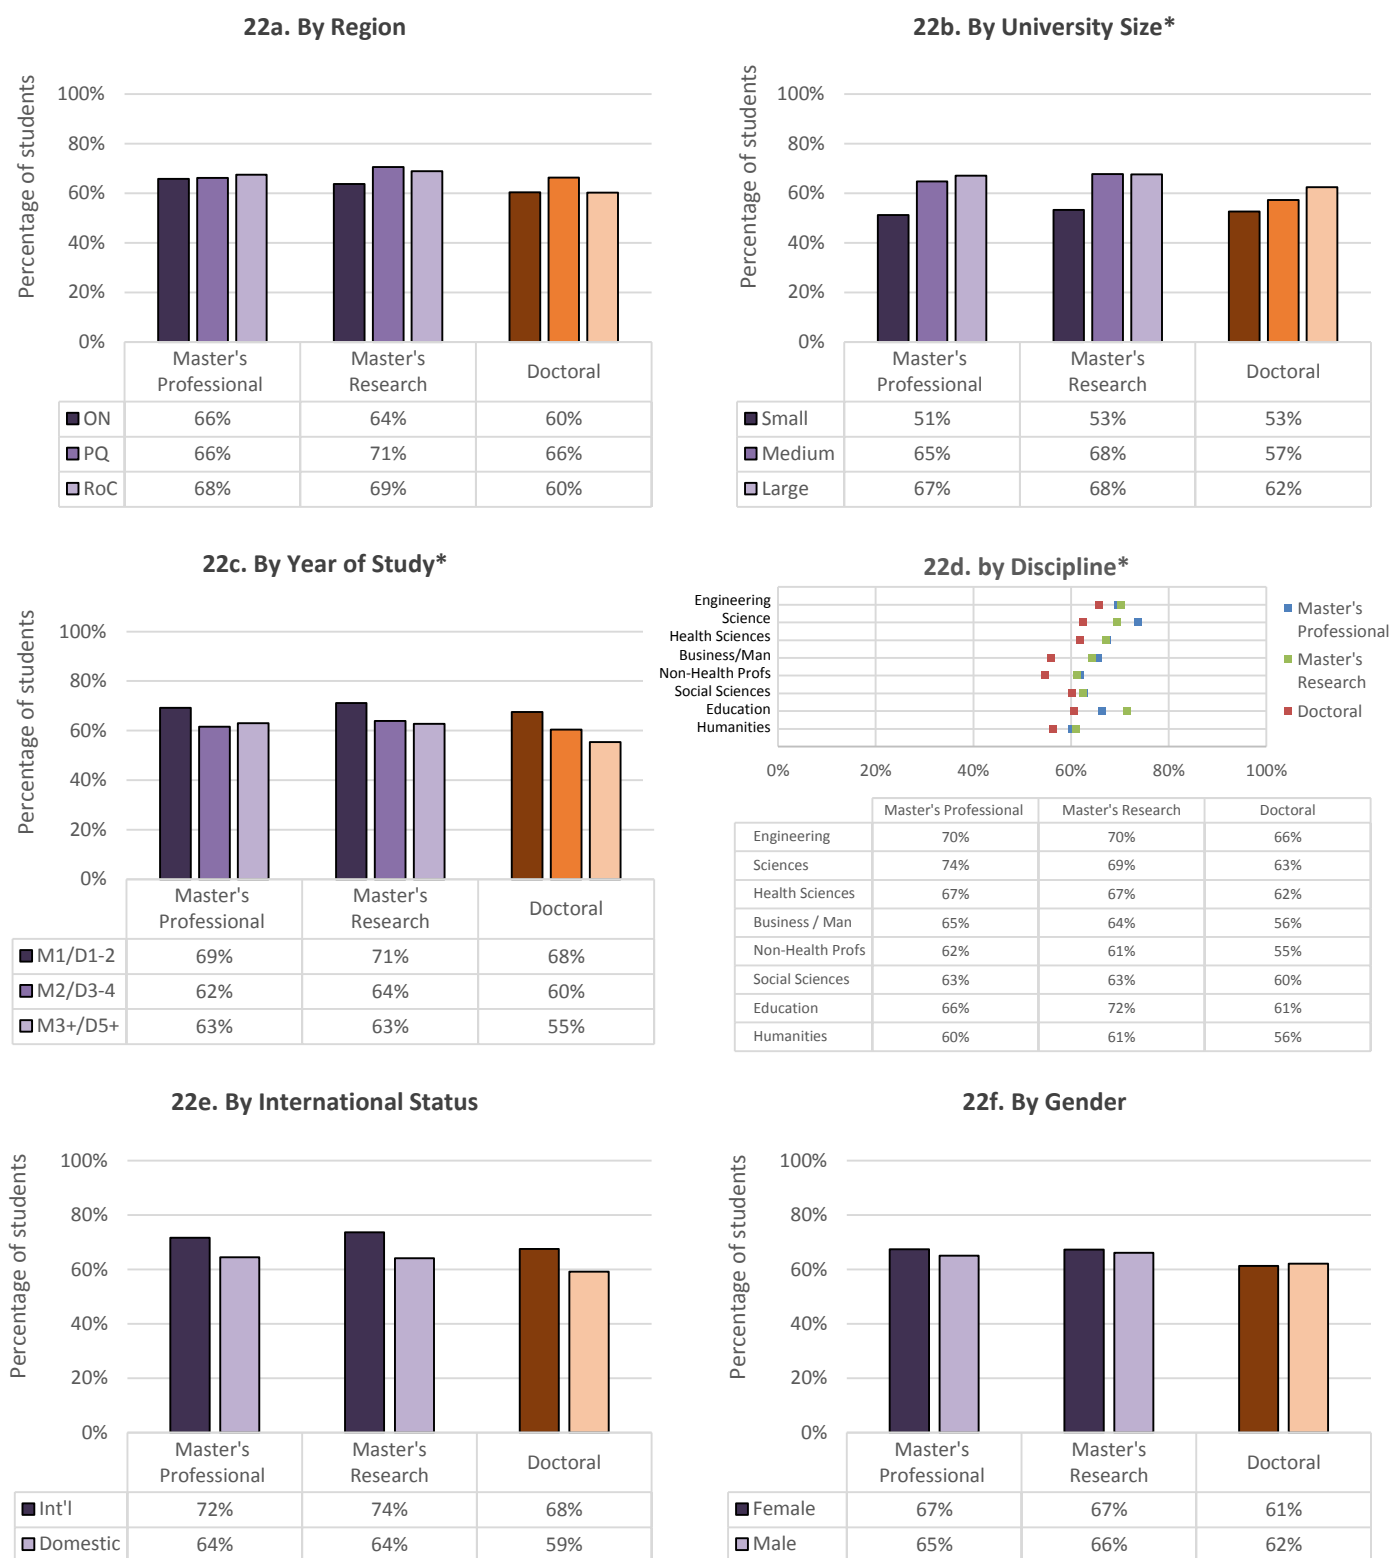 22a. By Region
Percentage of students
100%
80%
60%
40%
20%
0%
Master's Professional Master's Research Doctoral
ON 66% 64% 60%
PQ 66% 71% 66%
RoC 68% 69% 60%
22b. By University Size*
Percentage of students
100%
80%
60%
40%
20%
0%
Master's Professional Master's Research Doctoral
Small 51% 53% 53%
Medium 65% 68% 57%
Large 67% 68% 62%
22c. By Year of Study*
Percentage of students
100%
80%
60%
40%
20%
0%
Master's Professional Master's Research Doctoral
M1/D1-2 69% 71% 68%
M2/D3-4 62% 64% 60%
M3+/D5+ 63% 63% 55%
22d. by Discipline*
Engineering
Science
Health Sciences
Business/Man
Non-Health Profs
Social Sciences
Education
Humanities
0% 20% 40% 60% 80% 100%
Master's
Professional
Master's
Research
Doctoral
Master's Professional Master's Research Doctoral
Engineering 70% 70% 66%
Sciences 74% 69% 63%
Health Sciences 67% 67% 62%
Business / Man 65% 64% 56%
Non-Health Profs 62% 61% 55%
Social Sciences 63% 63% 60%
Education 66% 72% 61%
Humanities 60% 61% 56%
22e. By International Status
Percentage of students
100%
80%
60%
40%
20%
0%
Master's Professional Master's Research Doctoral
Int'l 72% 74% 68%
Domestic 64% 64% 59%
22f. By Gender
Percentage of students
100%
80%
60%
40%
20%
0%
Master's Professional Master's Research Doctoral
Female 67% 67% 61%
Male 65% 66% 62%